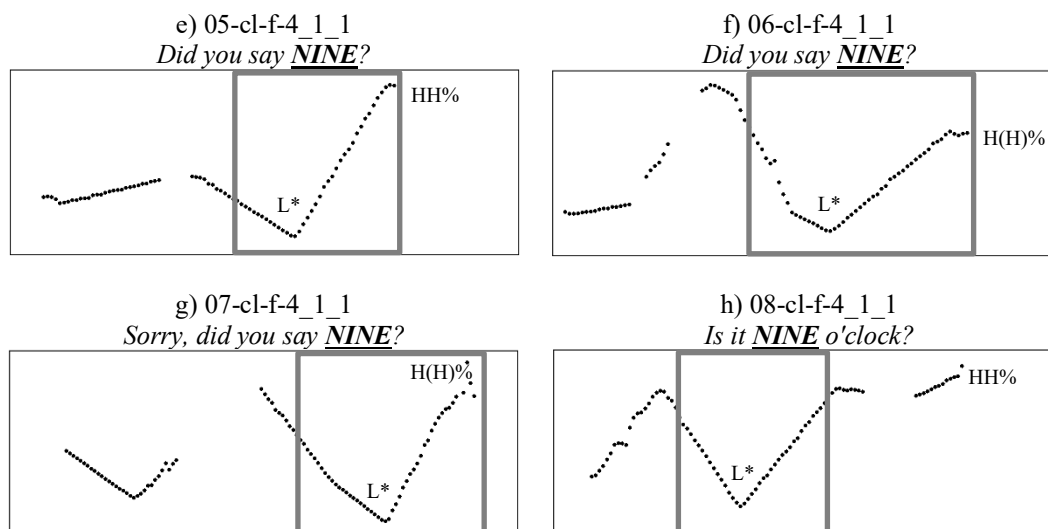 e) 05-cl-f-4_1_1
Did you say NINE?
HH%
L*
f) 06-cl-f-4_1_1
Did you say NINE?
H(H)%
L*
g) 07-cl-f-4_1_1
Sorry, did you say NINE?
H(H)%
L*
h) 08-cl-f-4_1_1
Is it NINE o'clock?
HH%
L*